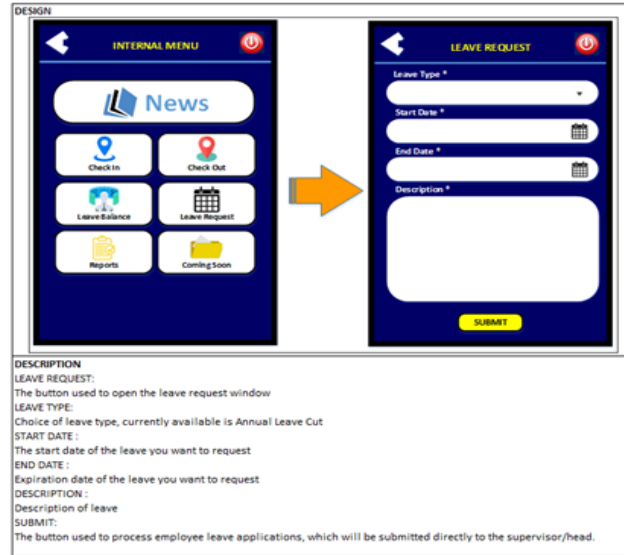 DESIGN
INTERNAL MENU
News
Check In
Check Out
Leave Balance
Leave Request
Reports
Coming Soon
LEAVE REQUEST
Leave Type *
Start Date *
End Date *
Description *
SUBMIT
DESCRIPTION
LEAVE REQUEST:
The button used to open the leave request window
LEAVE TYPE:
Choice of leave type, currently available is Annual Leave Cut
START DATE :
The start date of the leave you want to request
END DATE :
Expiration date of the leave you want to request
DESCRIPTION :
Description of leave
SUBMIT:
The button used to process employee leave applications, which will be submitted directly to the supervisor/head.